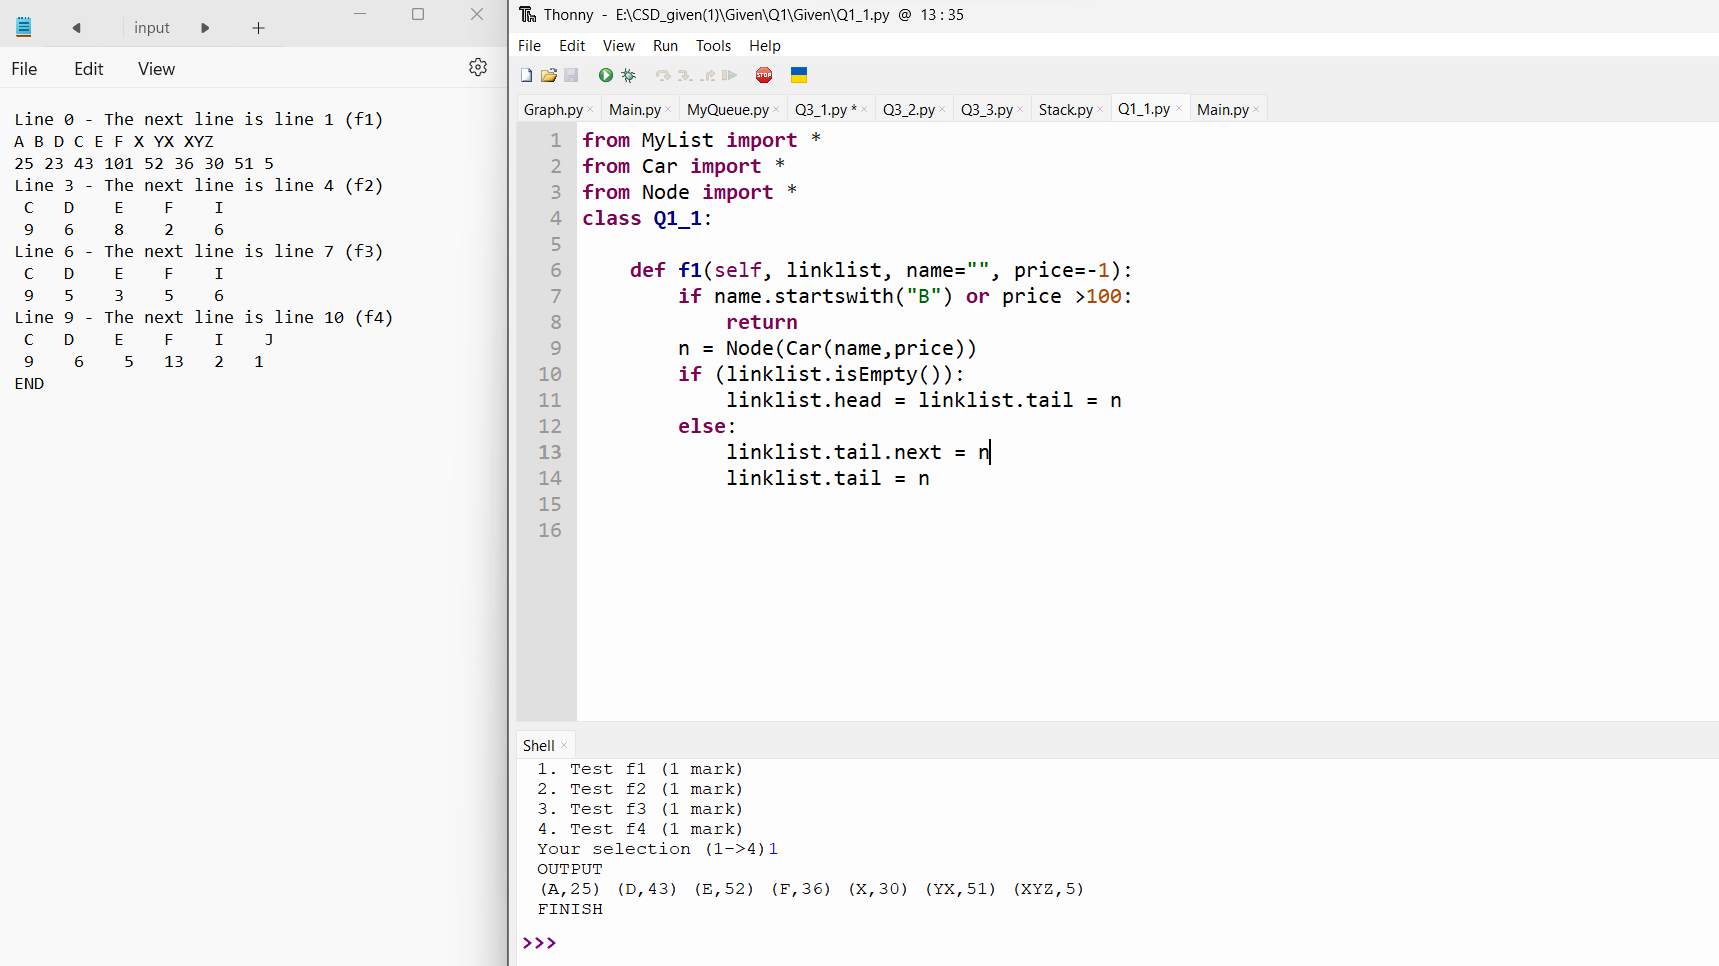 input
File Edit View
Line 0 - The next line is line 1 (f1)
A B D C E F X YX XYZ
25 23 43 101 52 36 30 51 5
Line 3 - The next line is line 4 (f2)
C D E F I
9 6 8 2 6
Line 6 - The next line is line 7 (f3)
C D E F I
9 5 3 5 6
Line 9 - The next line is line 10 (f4)
C D E F I J
9 6 5 13 2 1
END
Th Thonny - E:\CSD_given(1)\Given\Q1\Given\Q1_1.py @ 13:35
File Edit View Run Tools Help
STOP
Graph.py Main.py MyQueue.py Q3_1.py * Q3_2.py Q3_3.py Stack.py Q1_1.py Main.py
1 from MyList import *
2 from Car import *
3 from Node import *
4 class Q1_1:
5
6 def f1(self, linklist, name="", price=-1):
7 if name.startswith("B") or price >100:
8 return
9 n = Node(Car(name,price))
10 if (linklist.isEmpty()):
11 linklist.head = linklist.tail = n
12 else:
13 linklist.tail.next = n
14 linklist.tail = n
15
16
Shell
1. Test f1 (1 mark)
2. Test f2 (1 mark)
3. Test f3 (1 mark)
4. Test f4 (1 mark)
Your selection (1->4)1
OUTPUT
(A,25) (D,43) (E,52) (F,36) (X,30) (YX,51) (XYZ,5)
FINISH
>>>